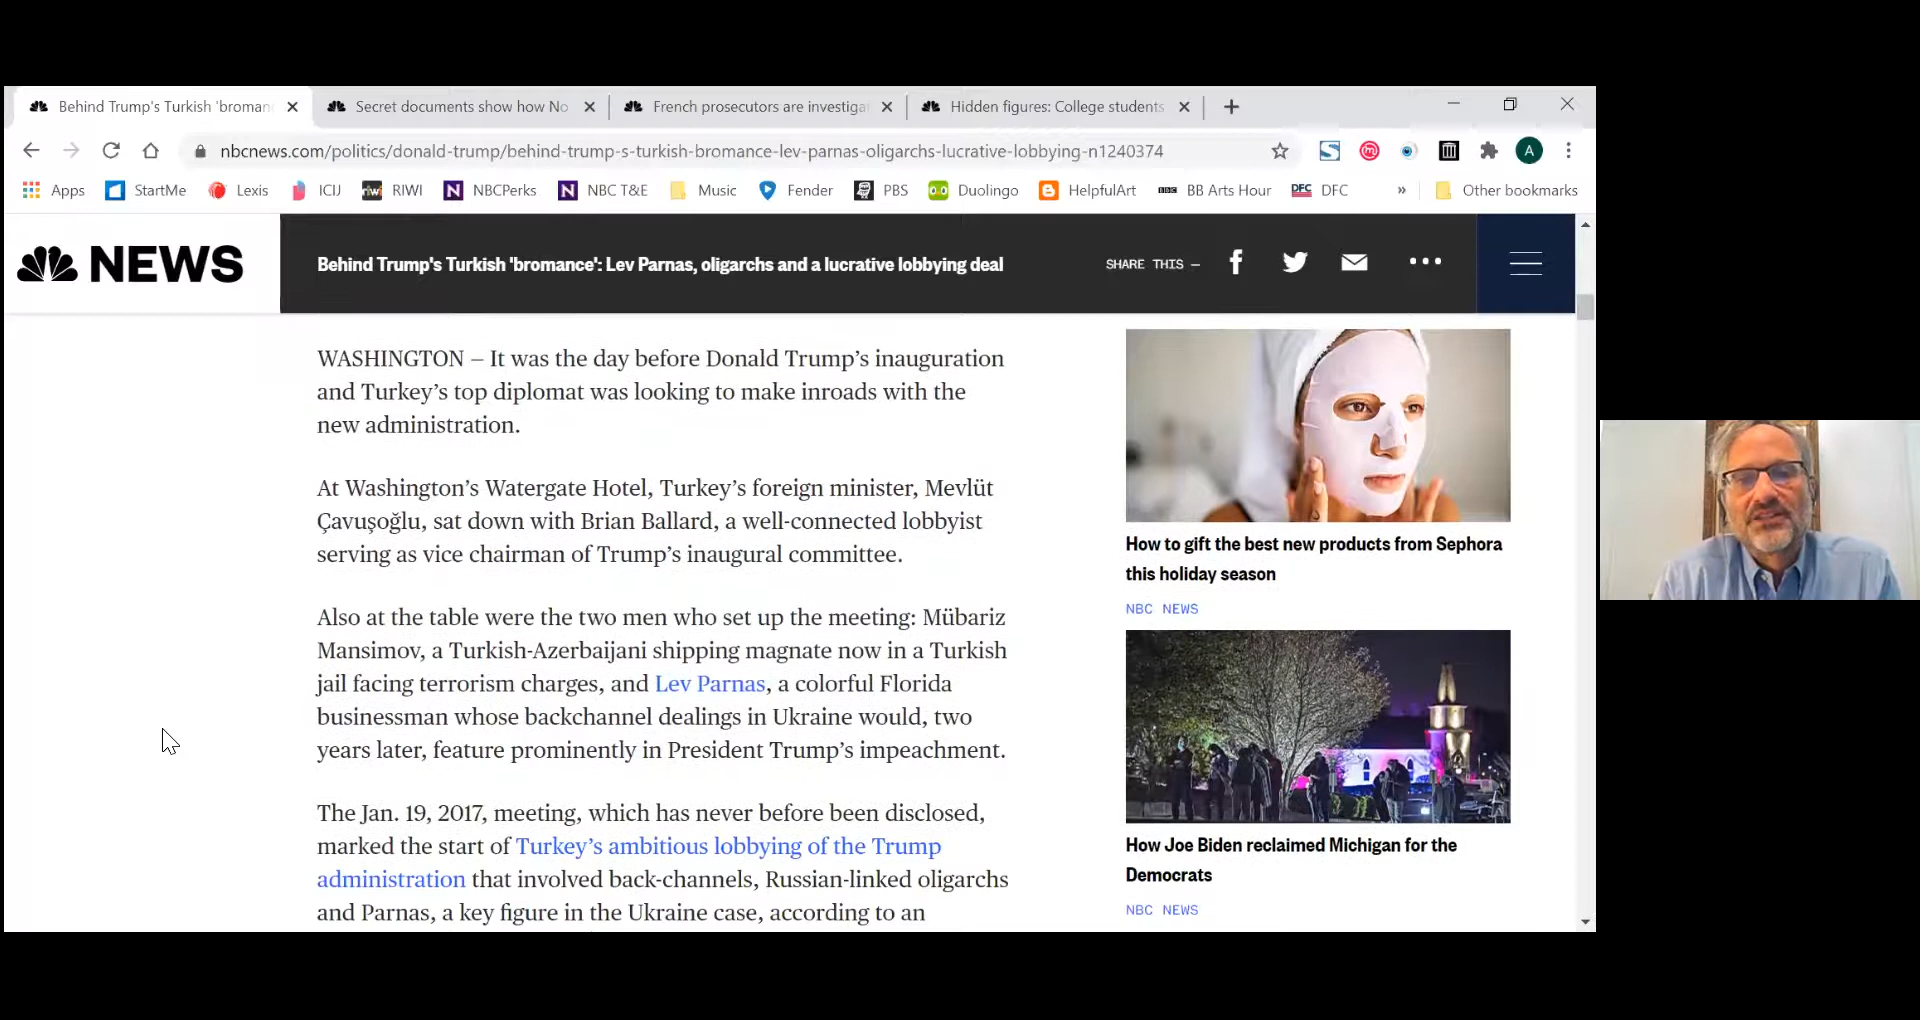 Behind Trump's Turkish 'broman
Secret documents show how No
French prosecutors are investiga
Hidden figures: College students
nbcnews.com/politics/donald-trump/behind-trump-s-turkish-bromance-lev-parnas-oligarchs-lucrative-lobbying-n1240374
A
Apps
StartMe
Lexis
ICIJ
RIWI
NBCPerks
NBC T&E
Music
Fender
PBS
Duolingo
HelpfulArt
BB Arts Hour
DFC
DFC
»
Other bookmarks
NEWS
Behind Trump's Turkish 'bromance': Lev Parnas, oligarchs and a lucrative lobbying deal
SHARE THIS —
WASHINGTON — It was the day before Donald Trump’s inauguration
and Turkey’s top diplomat was looking to make inroads with the
new administration.
At Washington’s Watergate Hotel, Turkey’s foreign minister, Mevlüt
Çavuşoğlu, sat down with Brian Ballard, a well-connected lobbyist
serving as vice chairman of Trump’s inaugural committee.
Also at the table were the two men who set up the meeting: Mübariz
Mansimov, a Turkish-Azerbaijani shipping magnate now in a Turkish
jail facing terrorism charges, and Lev Parnas, a colorful Florida
businessman whose backchannel dealings in Ukraine would, two
years later, feature prominently in President Trump’s impeachment.
The Jan. 19, 2017, meeting, which has never before been disclosed,
marked the start of Turkey’s ambitious lobbying of the Trump
administration that involved back-channels, Russian-linked oligarchs
and Parnas, a key figure in the Ukraine case, according to an
How to gift the best new products from Sephora
this holiday season
NBC NEWS
How Joe Biden reclaimed Michigan for the
Democrats
NBC NEWS